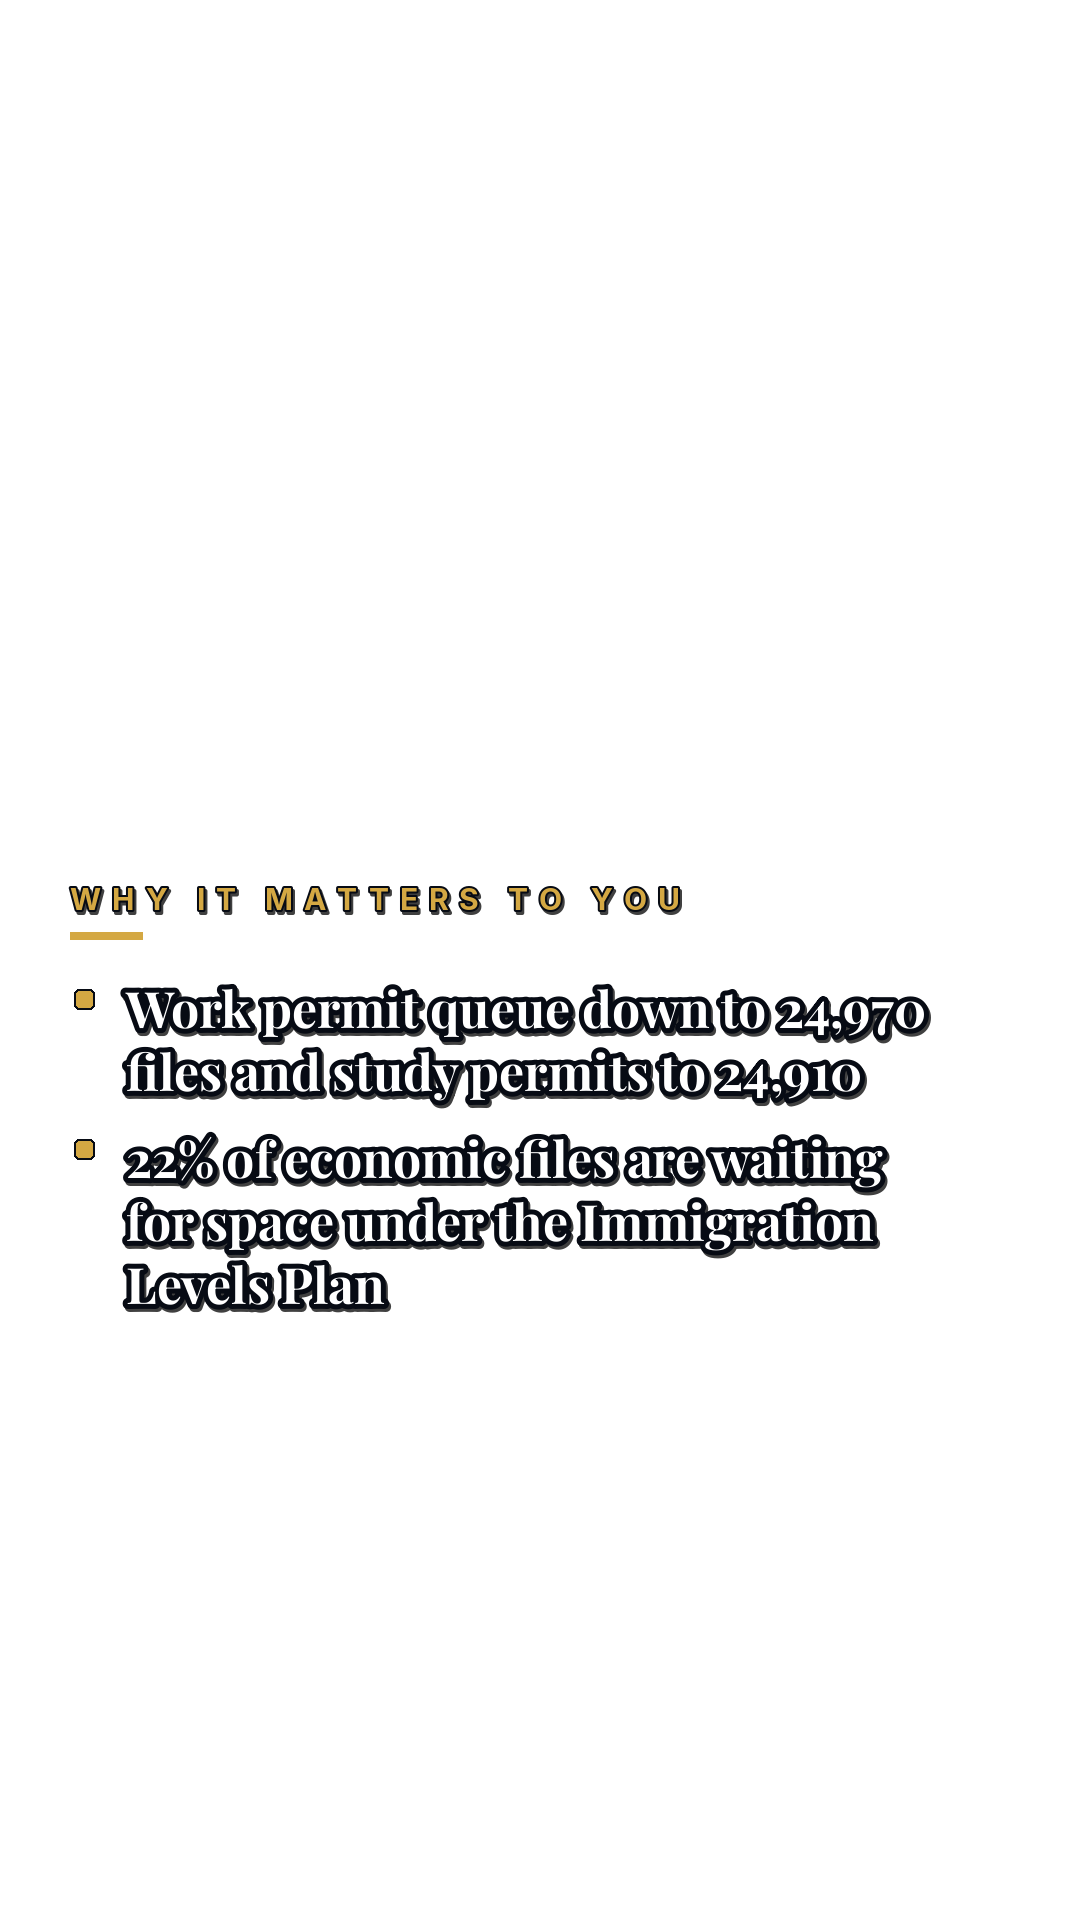 WHY IT MATTERS TO YOU
Work permit queue down to 24,970
files and study permits to 24,910
22% of economic files are waiting
for space under the Immigration
Levels Plan